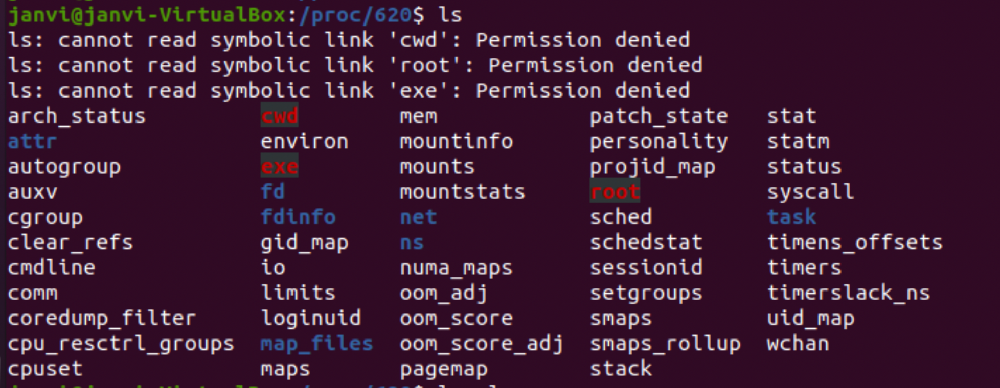 janvi@janvi-VirtualBox:/proc/620$ ls
ls: cannot read symbolic link 'cwd': Permission denied
ls: cannot read symbolic link 'root': Permission denied
ls: cannot read symbolic link 'exe': Permission denied
arch_status cwd mem patch_state stat
attr environ mountinfo personality statm
autogroup exe mounts projid_map status
auxv fd mountstats root syscall
cgroup fdinfo net sched task
clear_refs gid_map ns schedstat timens_offsets
cmdline io numa_maps sessionid timers
comm limits oom_adj setgroups timerslack_ns
coredump_filter loginuid oom_score smaps uid_map
cpu_resctrl_groups map_files oom_score_adj smaps_rollup wchan
cpuset maps pagemap stack